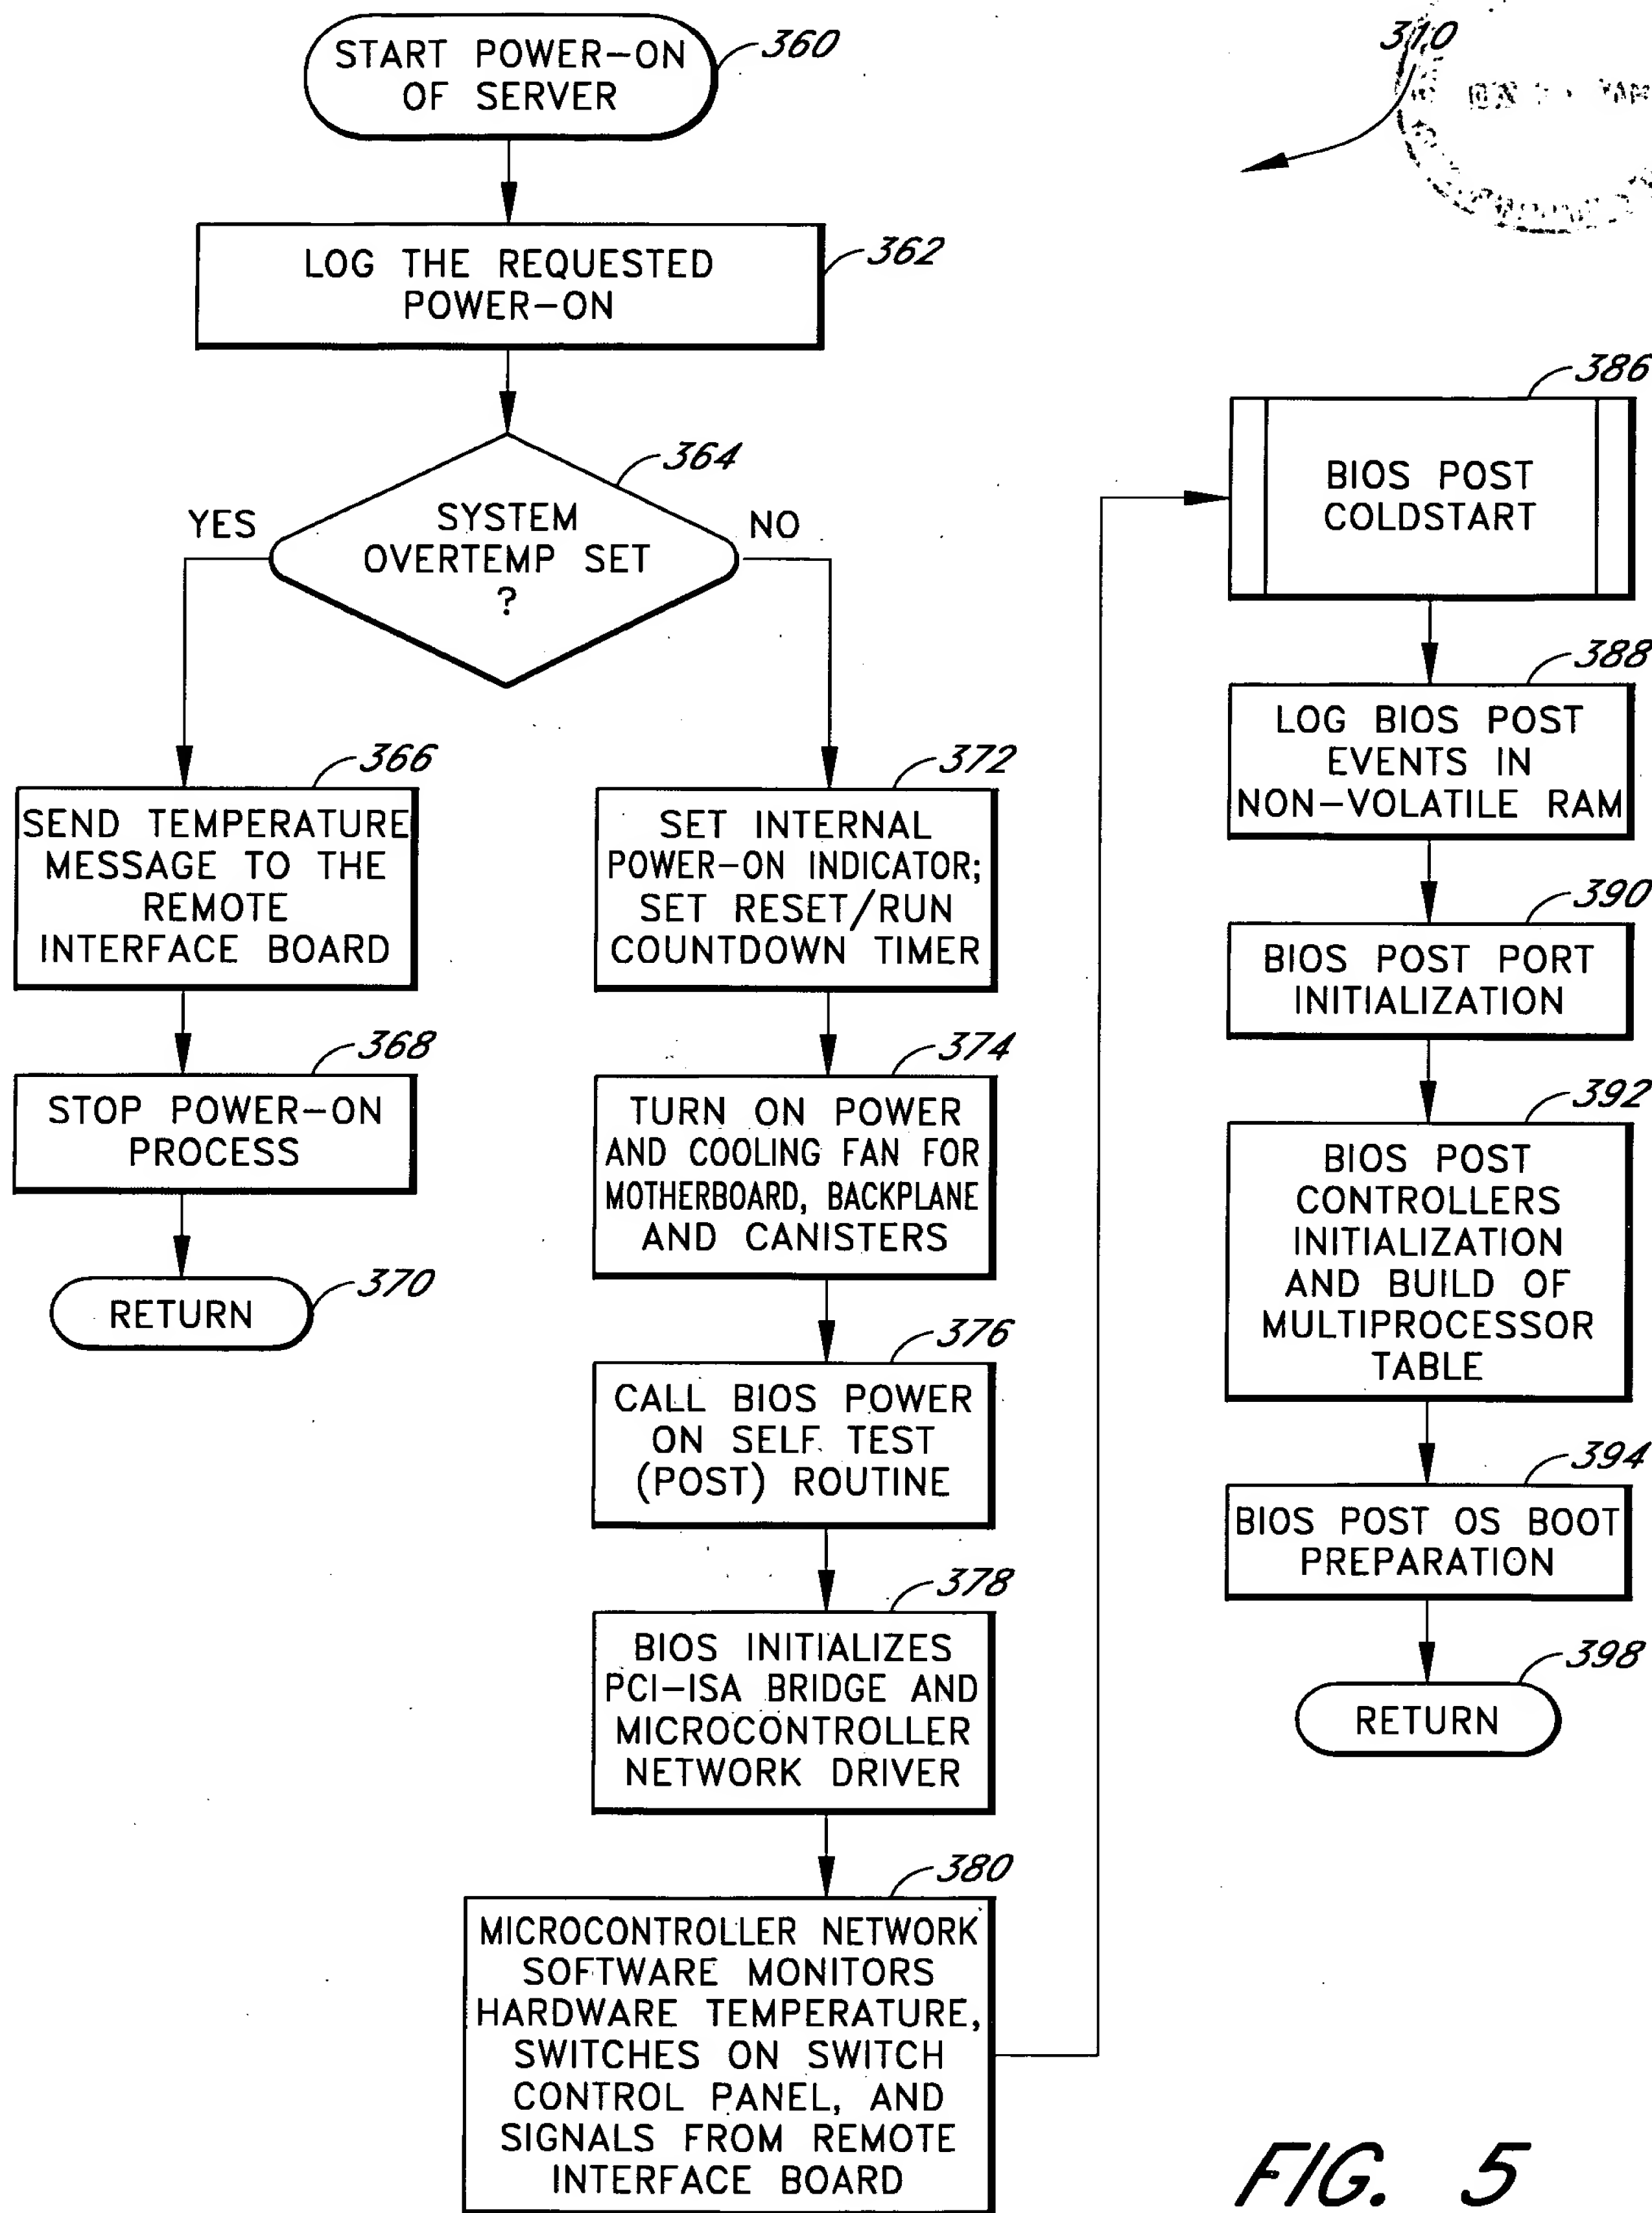 START POWER-ON
OF SERVER
360
310
LOG THE REQUESTED
POWER-ON
362
SYSTEM
OVERTEMP SET
?
364
YES
NO
SEND TEMPERATURE
MESSAGE TO THE
REMOTE
INTERFACE BOARD
366
STOP POWER-ON
PROCESS
368
RETURN
370
SET INTERNAL
POWER-ON INDICATOR;
SET RESET/RUN
COUNTDOWN TIMER
372
TURN ON POWER
AND COOLING FAN FOR
MOTHERBOARD, BACKPLANE
AND CANISTERS
374
CALL BIOS POWER
ON SELF TEST
(POST) ROUTINE
376
BIOS INITIALIZES
PCI-ISA BRIDGE AND
MICROCONTROLLER
NETWORK DRIVER
378
MICROCONTROLLER NETWORK
SOFTWARE MONITORS
HARDWARE TEMPERATURE,
SWITCHES ON SWITCH
CONTROL PANEL, AND
SIGNALS FROM REMOTE
INTERFACE BOARD
380
BIOS POST
COLDSTART
386
LOG BIOS POST
EVENTS IN
NON-VOLATILE RAM
388
BIOS POST PORT
INITIALIZATION
390
BIOS POST
CONTROLLERS
INITIALIZATION
AND BUILD OF
MULTIPROCESSOR
TABLE
392
BIOS POST OS BOOT
PREPARATION
394
RETURN
398
FIG. 5